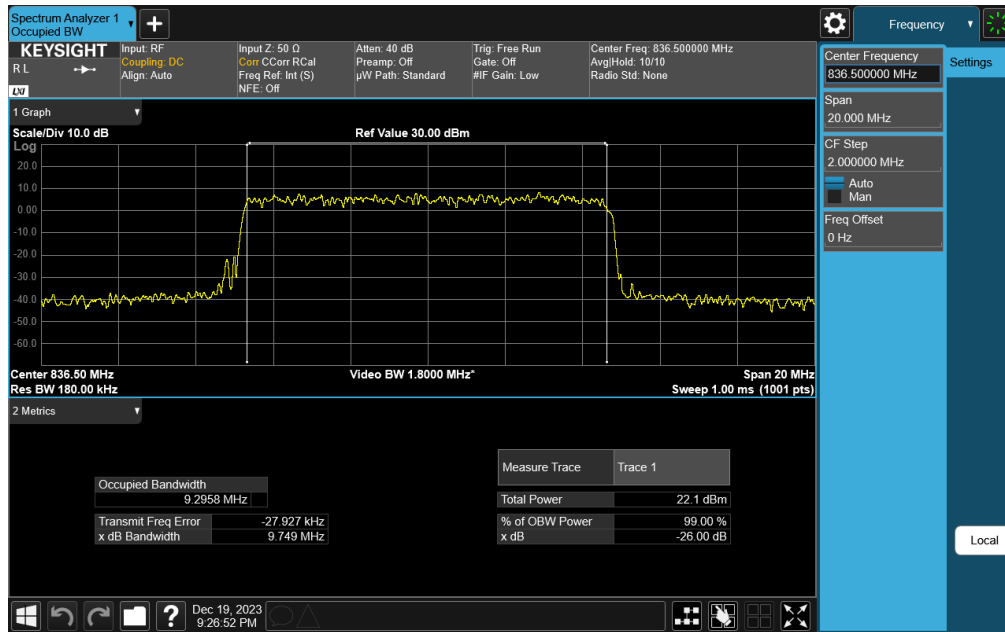 Spectrum Analyzer 1
Occupied BW
Frequency
KEYSIGHT
R L
LXI
Input: RF
Coupling: DC
Align: Auto
Input Z: 50 Ω
Corr CCorr RCal
Freq Ref: Int (S)
NFE: Off
Atten: 40 dB
Preamp: Off
µW Path: Standard
Trig: Free Run
Gate: Off
#IF Gain: Low
Center Freq: 836.500000 MHz
Avg|Hold: 10/10
Radio Std: None
Center Frequency
836.500000 MHz
Settings
Span
20.000 MHz
CF Step
2.000000 MHz
Auto
Man
Freq Offset
0 Hz
Local
1 Graph
Scale/Div 10.0 dB
Ref Value 30.00 dBm
Log
20.0
10.0
0.00
-10.0
-20.0
-30.0
-40.0
-50.0
-60.0
Center 836.50 MHz
Video BW 1.8000 MHz*
Span 20 MHz
Res BW 180.00 kHz
Sweep 1.00 ms (1001 pts)
2 Metrics
Occupied Bandwidth
9.2958 MHz
Transmit Freq Error -27.927 kHz
x dB Bandwidth 9.749 MHz
Measure Trace Trace 1
Total Power 22.1 dBm
% of OBW Power 99.00 %
x dB -26.00 dB
?
Dec 19, 2023
9:26:52 PM